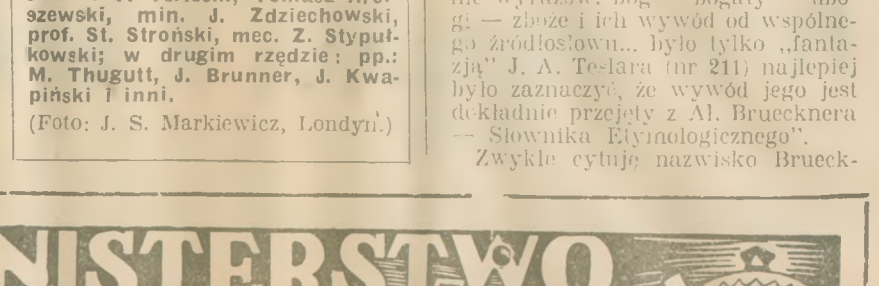 szewski, min. J. Zdziechowski,
prof. St. Stroński, mec. Z. Stypuł-
kowski; w drugim rzędzie: pp.:
M. Thugutt, J. Brunner, J. Kwa-
piński i inni.
(Foto: J. S. Markiewicz, Londyn.)
gi — zboże i ich wywód od wspólne-
go źródłosłowu... było tylko „fanta-
zją” J. A. Teslara (nr 211) najlepiej
było zaznaczyć, że wywód jego jest
dokładnie przejęty z Al. Bruecknera
— Słownika Etymologicznego”.
Zwykle cytuję nazwisko Brueck-
NISTERSTWO